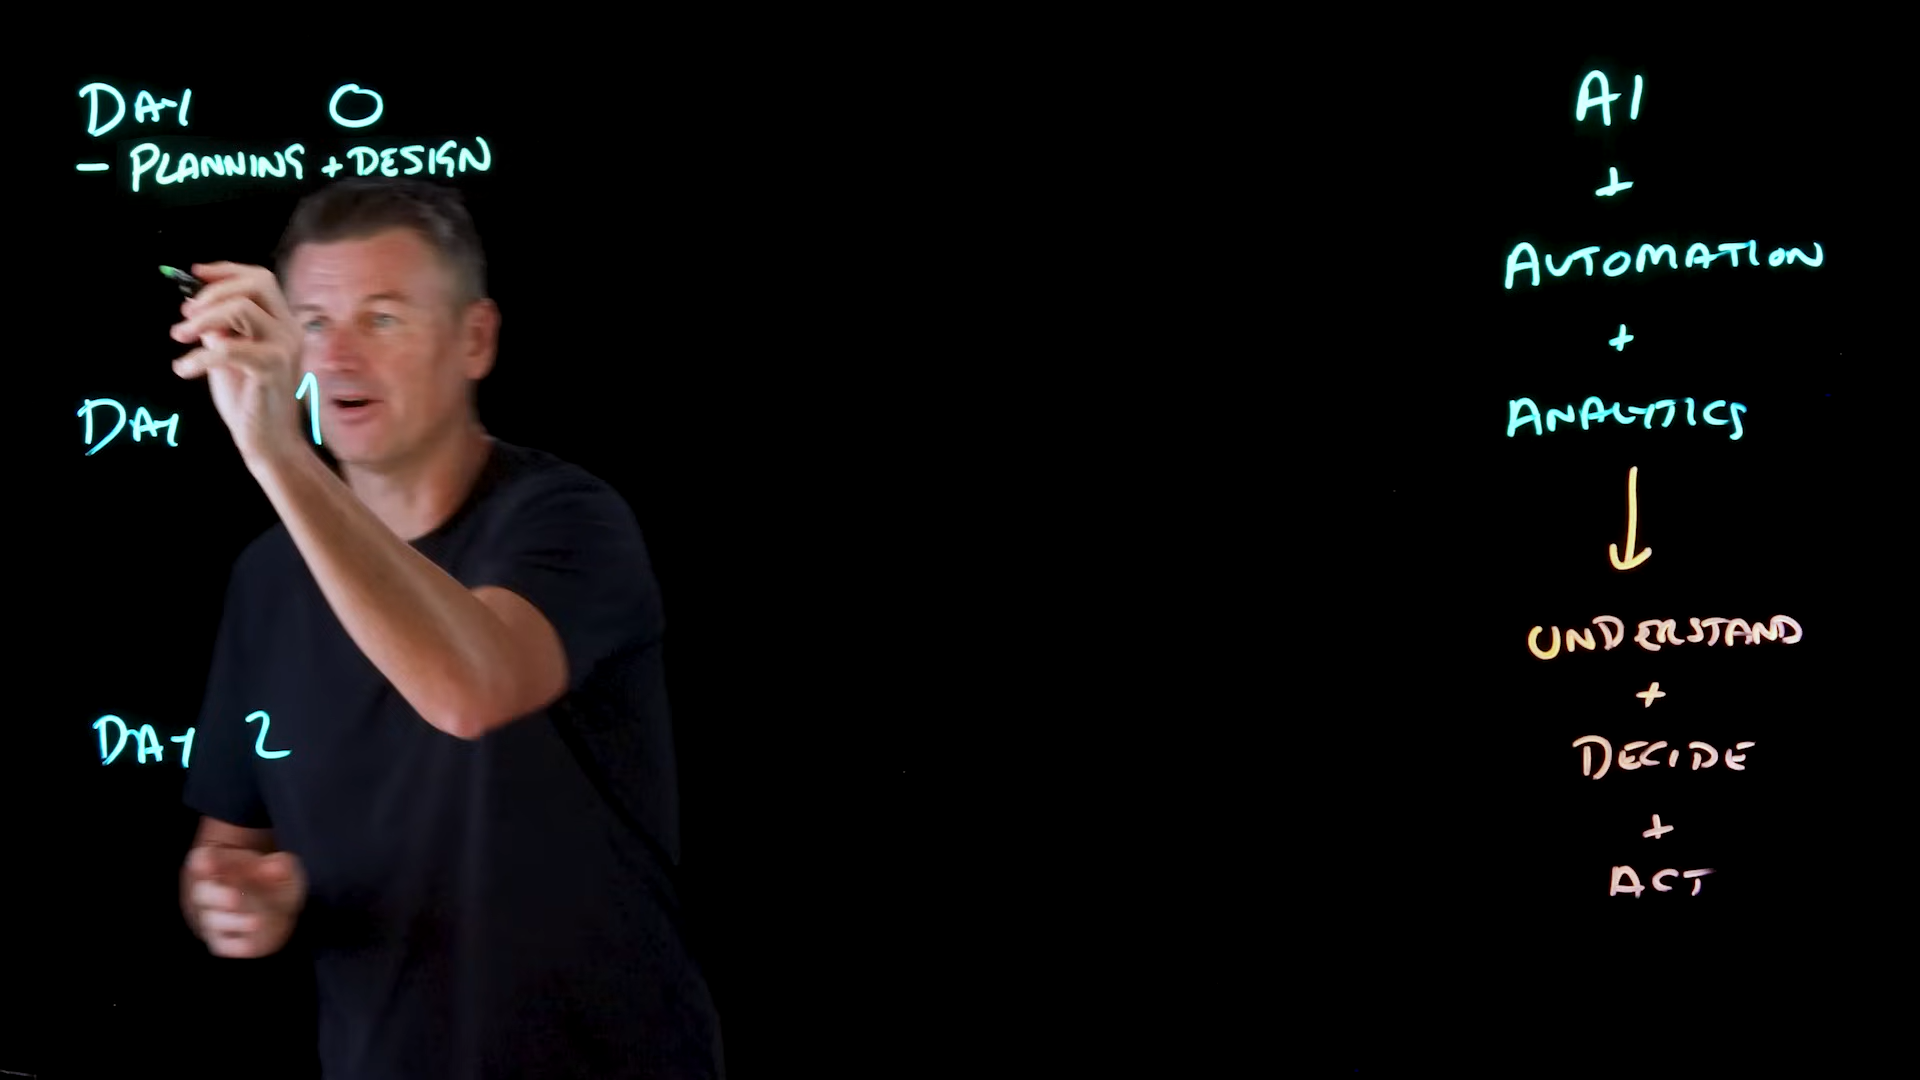 DAY 0
- PLANNING + DESIGN
DAY 1
DAY 2
AI
+
AUTOMATION
+
ANALYTICS
UNDERSTAND
+
DECIDE
+
ACT